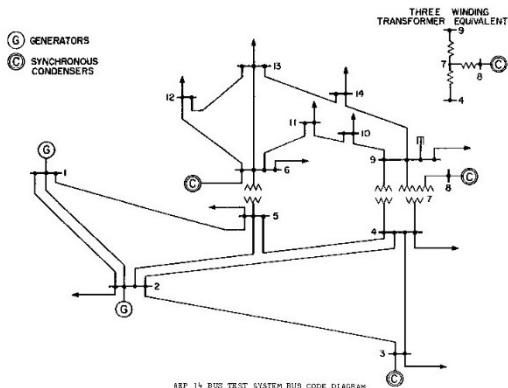 THREE WINDING
TRANSFORMER EQUIVALENT
9
7
C
8
4
G GENERATORS
C SYNCHRONOUS
CONDENSERS
13
14
12
11
10
9
C
6
8
C
7
G
1
5
4
2
G
3
C
AEP 14 BUS TEST SYSTEM BUS CODE DIAGRAM